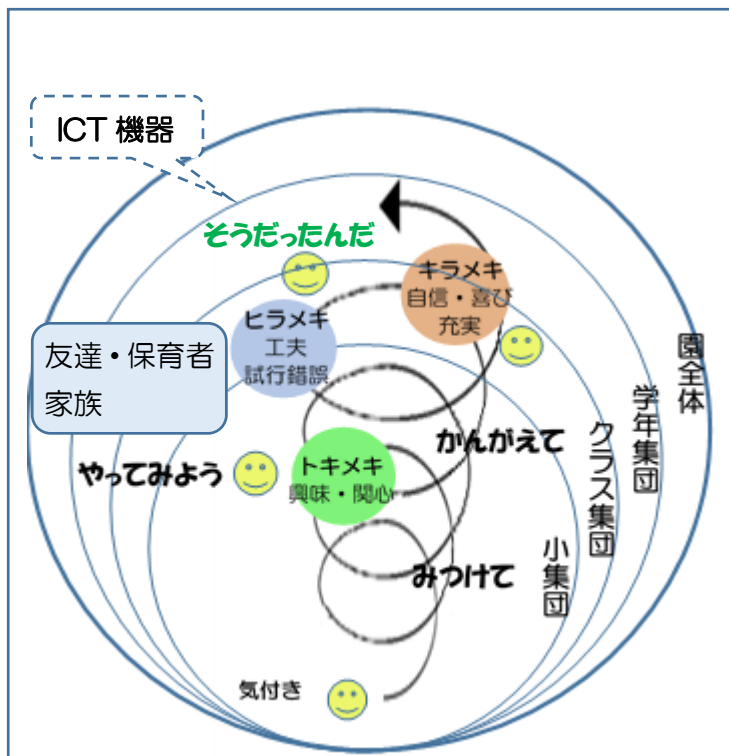 ICT 機器
そうだったんだ
キラメキ
自信・喜び
充実
ヒラメキ
工夫
試行錯誤
友達・保育者
家族
園全体
学年集団
クラス集団
小集団
かんがえて
やってみよう
トキメキ
興味・関心
みつけて
気付き